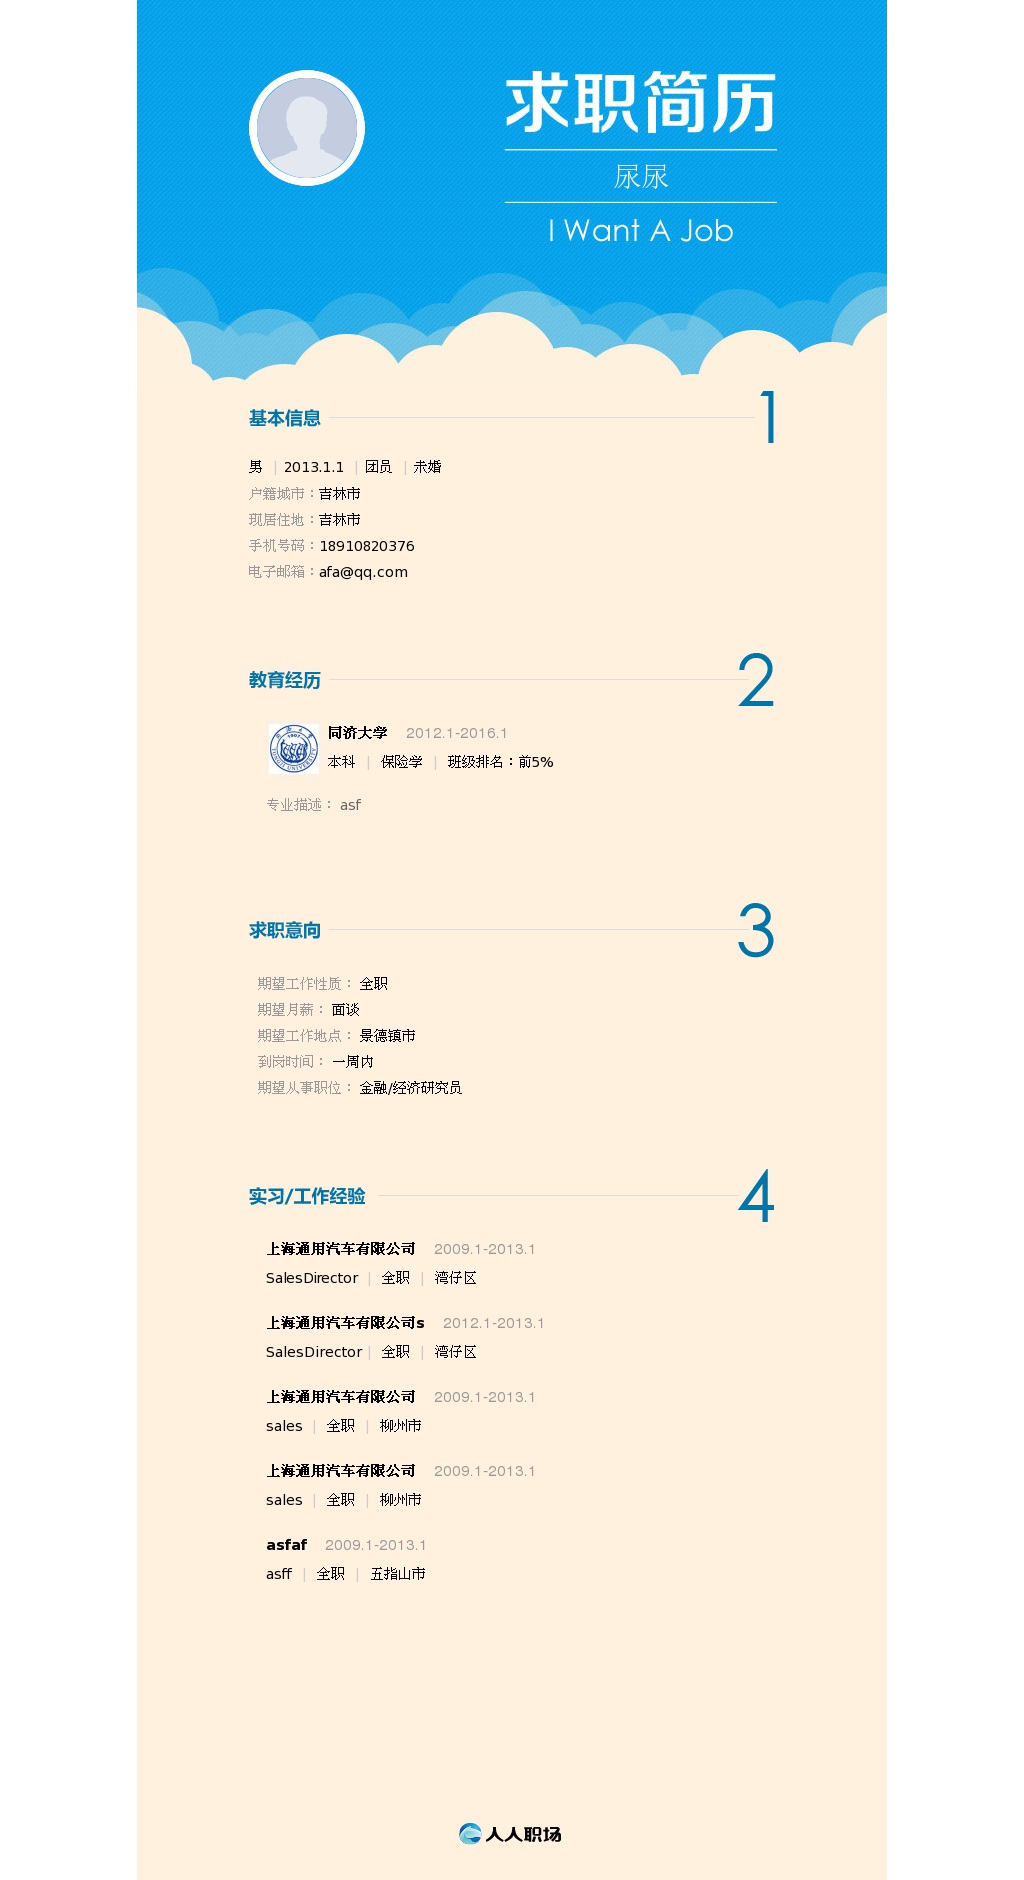 求职简历
尿尿
I Want A Job
基本信息
1
男 | 2013.1.1 | 团员 | 未婚
户籍城市：吉林市
现居住地：吉林市
手机号码：18910820376
电子邮箱：afa@qq.com
教育经历
2
同济大学 2012.1-2016.1
本科 | 保险学 | 班级排名：前5%
专业描述： asf
求职意向
3
期望工作性质： 全职
期望月薪： 面谈
期望工作地点： 景德镇市
到岗时间： 一周内
期望从事职位： 金融/经济研究员
实习/工作经验
4
上海通用汽车有限公司 2009.1-2013.1
SalesDirector | 全职 | 湾仔区
上海通用汽车有限公司s 2012.1-2013.1
SalesDirector | 全职 | 湾仔区
上海通用汽车有限公司 2009.1-2013.1
sales | 全职 | 柳州市
上海通用汽车有限公司 2009.1-2013.1
sales | 全职 | 柳州市
asfaf 2009.1-2013.1
asff | 全职 | 五指山市
人人职场